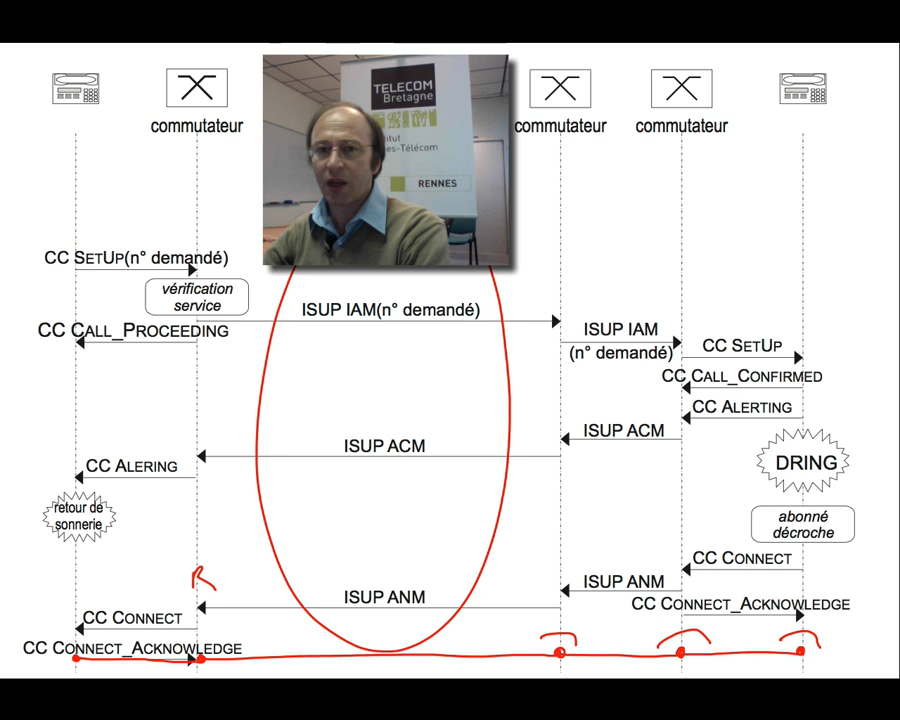 TELECOM
Bretagne
RENNES
commutateur
commutateur
commutateur
CC SETUP(n° demandé)
vérification
service
ISUP IAM(n° demandé)
CC CALL_PROCEEDING
ISUP IAM
(n° demandé)
CC SETUP
CC CALL_CONFIRMED
CC ALERTING
ISUP ACM
ISUP ACM
CC ALERING
DRING
retour de
sonnerie
abonné
décroche
CC CONNECT
ISUP ANM
ISUP ANM
CC CONNECT_ACKNOWLEDGE
CC CONNECT
CC CONNECT_ACKNOWLEDGE
R